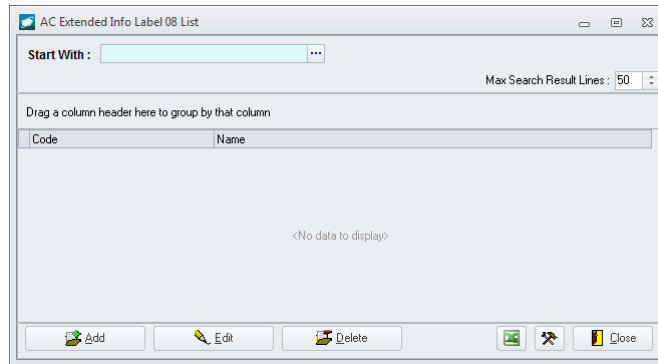 AC Extended Info Label 08 List
Start With :
Max Search Result Lines : 50
Drag a column header here to group by that column
Code Name
<No data to display>
Add Edit Delete Close